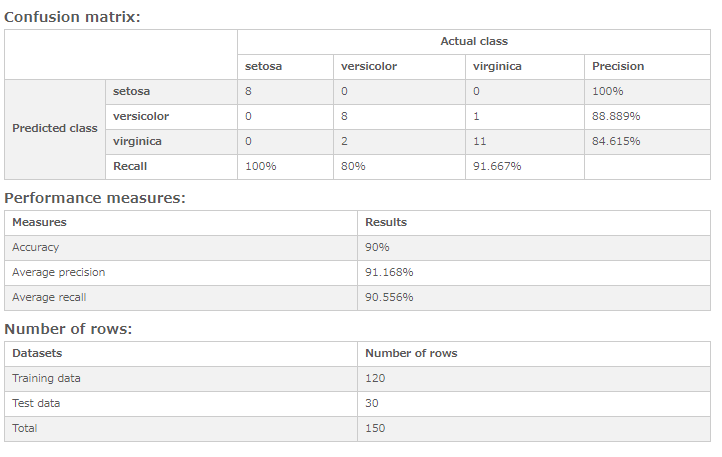 Confusion matrix:
Actual class
setosa versicolor virginica Precision
Predicted class
setosa 8 0 0 100%
versicolor 0 8 1 88.889%
virginica 0 2 11 84.615%
Recall 100% 80% 91.667%
Performance measures:
Measures Results
Accuracy 90%
Average precision 91.168%
Average recall 90.556%
Number of rows:
Datasets Number of rows
Training data 120
Test data 30
Total 150